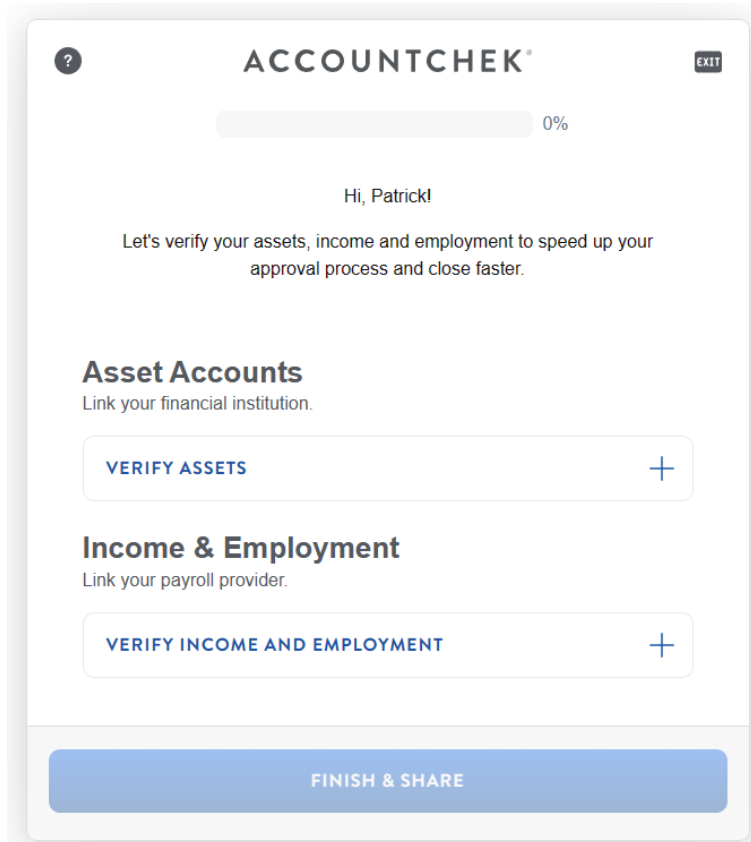 ?
ACCOUNTCHEK®
EXIT
0%
Hi, Patrick!
Let's verify your assets, income and employment to speed up your
approval process and close faster.
Asset Accounts
Link your financial institution.
VERIFY ASSETS
Income & Employment
Link your payroll provider.
VERIFY INCOME AND EMPLOYMENT
FINISH & SHARE